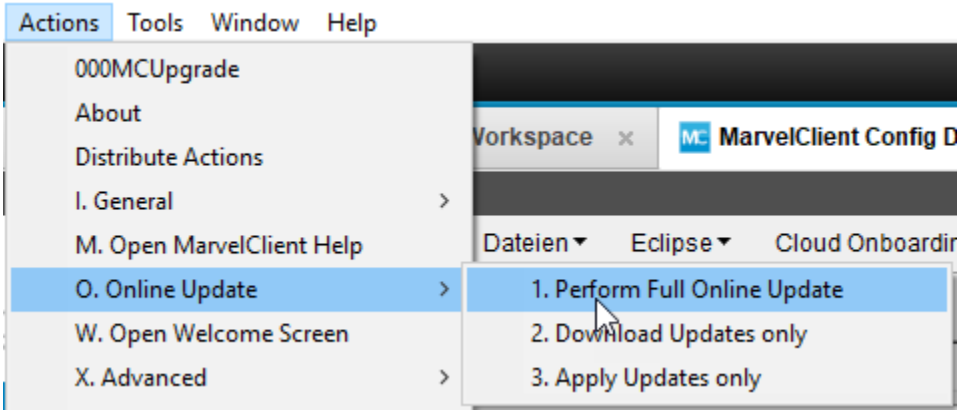 Actions Tools Window Help
000MCUpgrade
About
Distribute Actions
I. General
M. Open MarvelClient Help
O. Online Update
W. Open Welcome Screen
X. Advanced
Workspace MC MarvelClient Config D
Dateien Eclipse Cloud Onboardin
1. Perform Full Online Update
2. Download Updates only
3. Apply Updates only